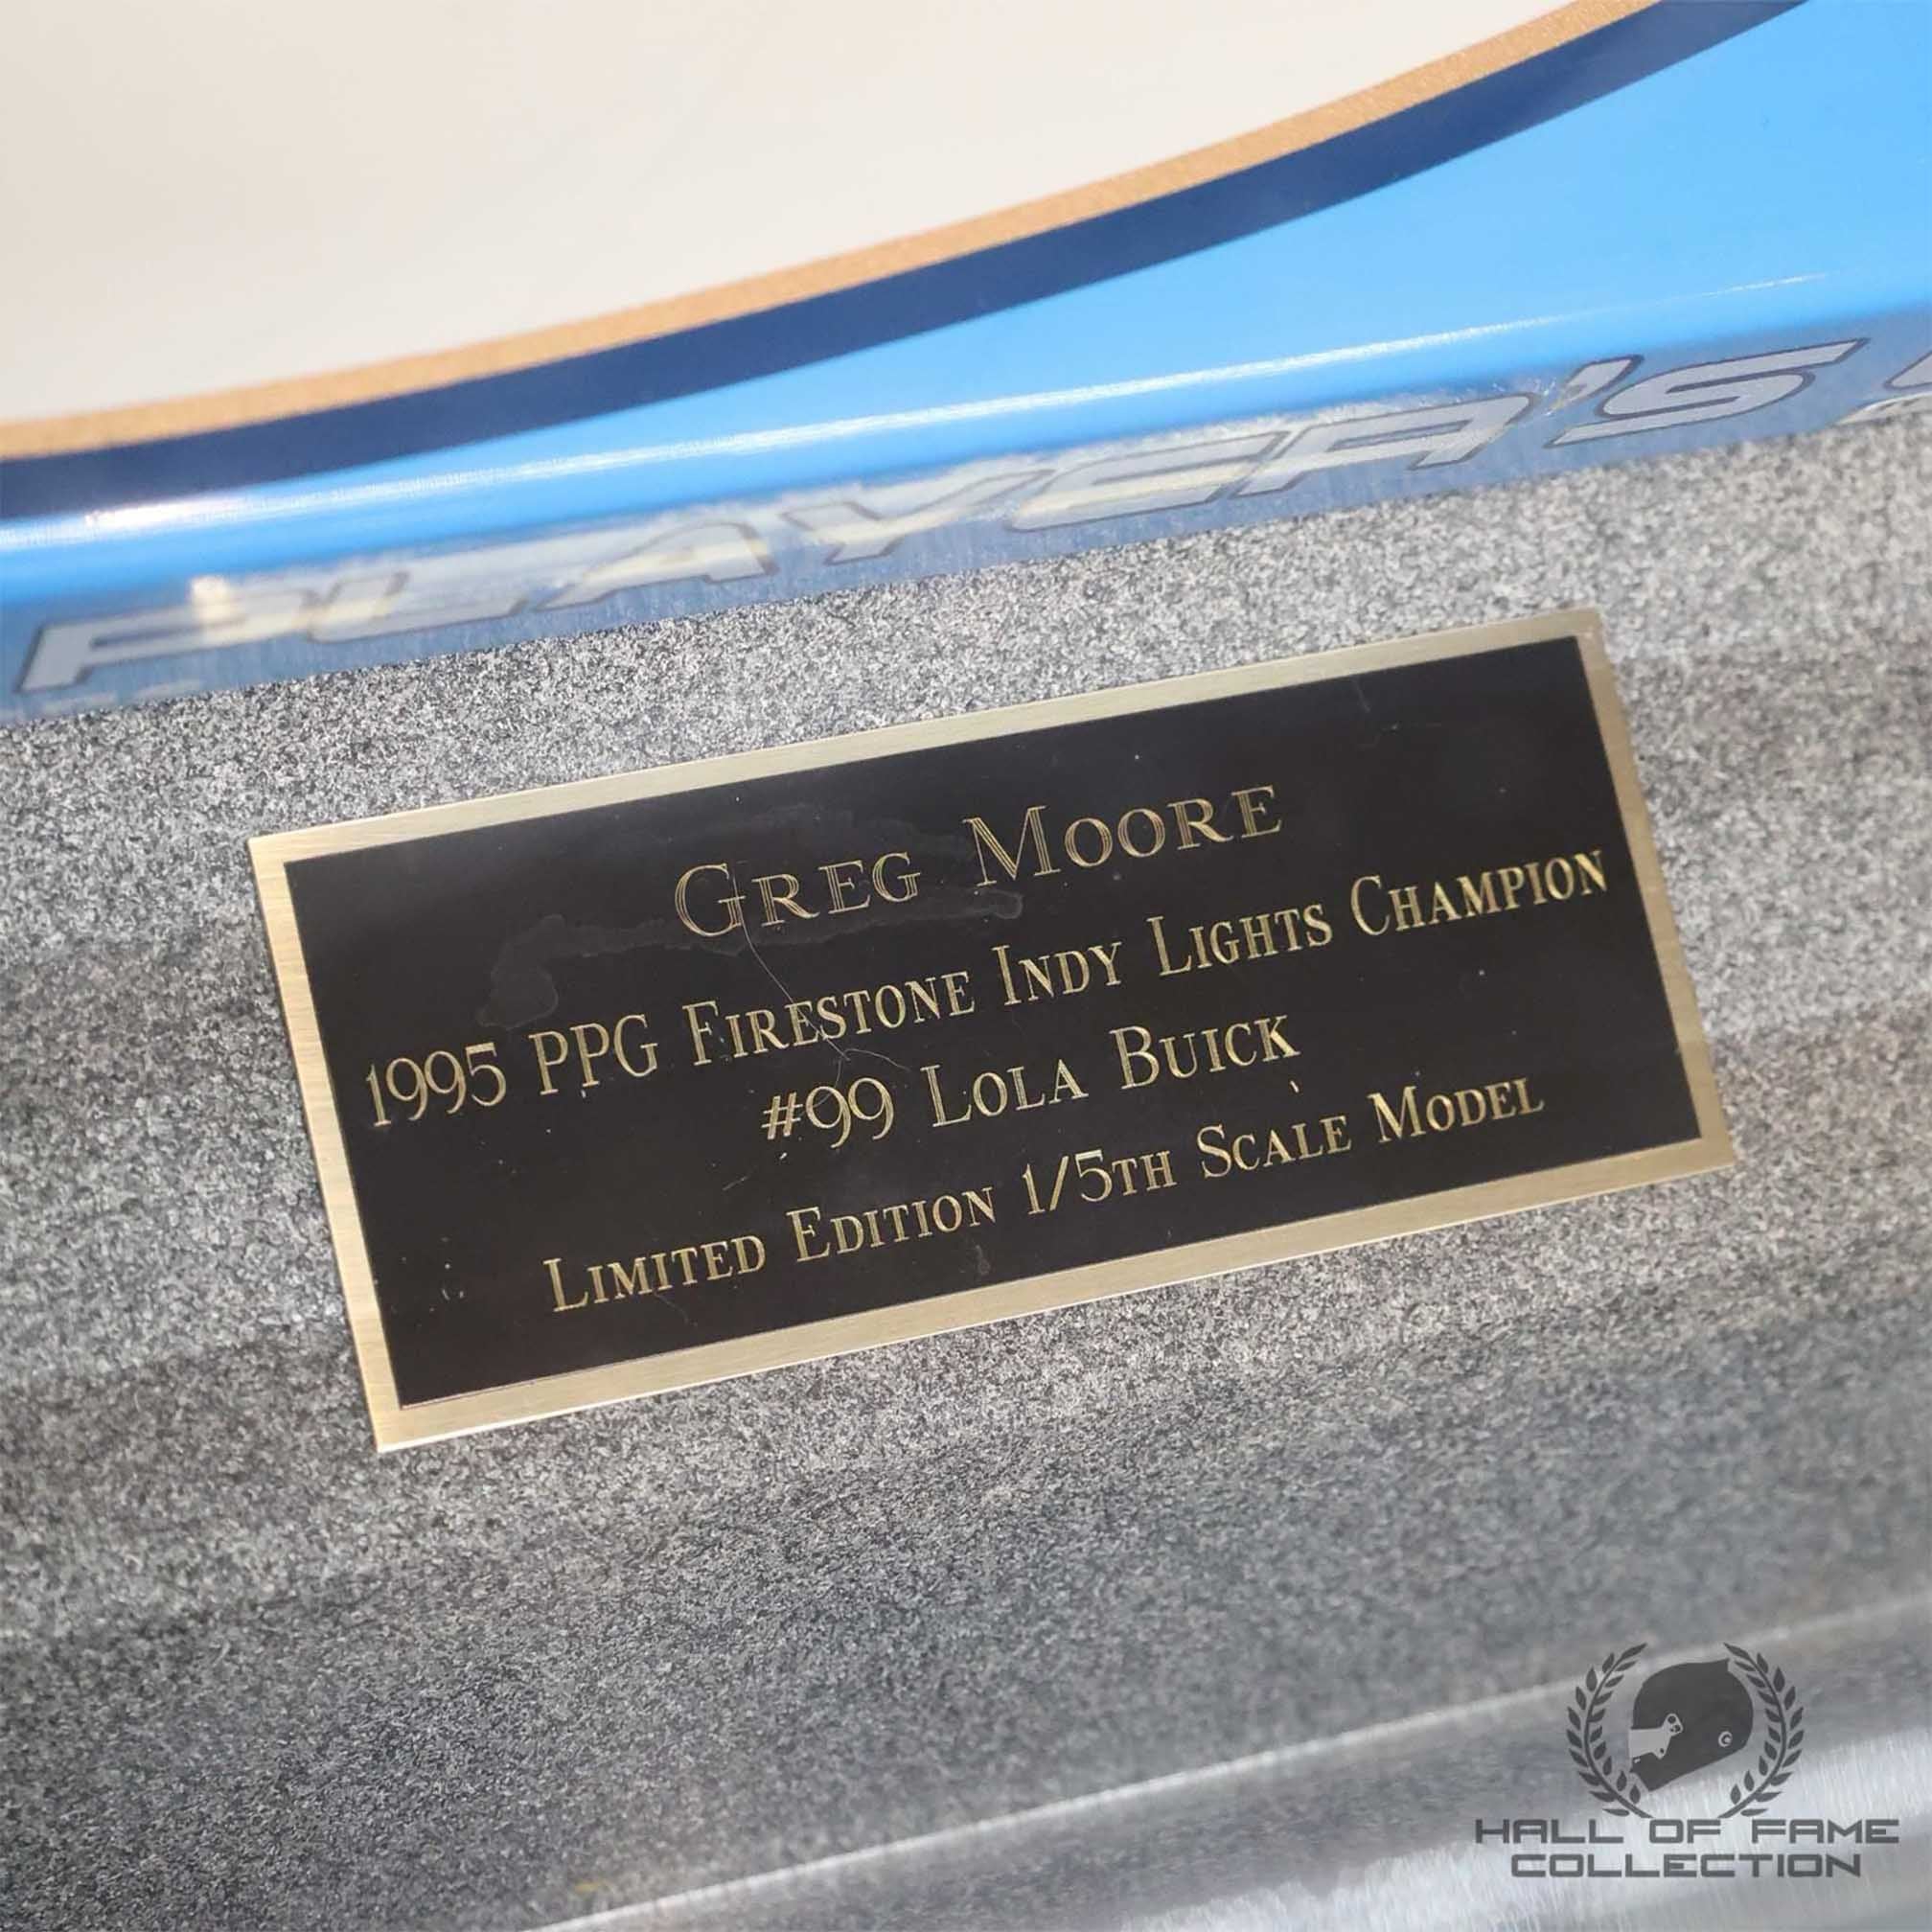 PLAYER'S
GREG MOORE
1995 PPG FIRESTONE INDY LIGHTS CHAMPION
#99 LOLA BUICK
LIMITED EDITION 1/5TH SCALE MODEL
HALL OF FAME
COLLECTION